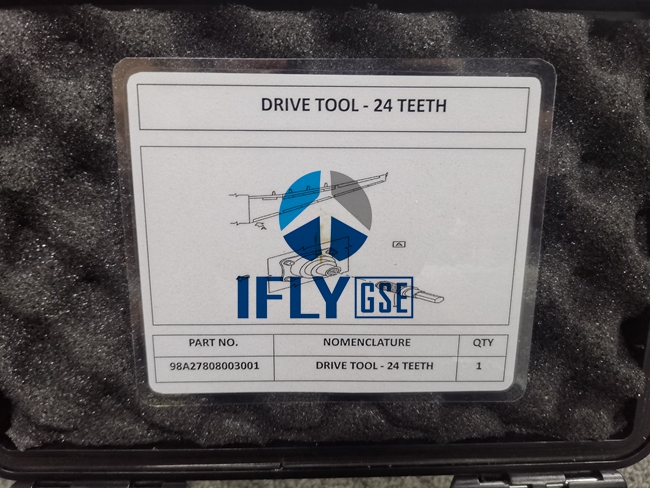 DRIVE TOOL - 24 TEETH
A
IFLY GSE
PART NO. NOMENCLATURE QTY
98A27808003001 DRIVE TOOL - 24 TEETH 1